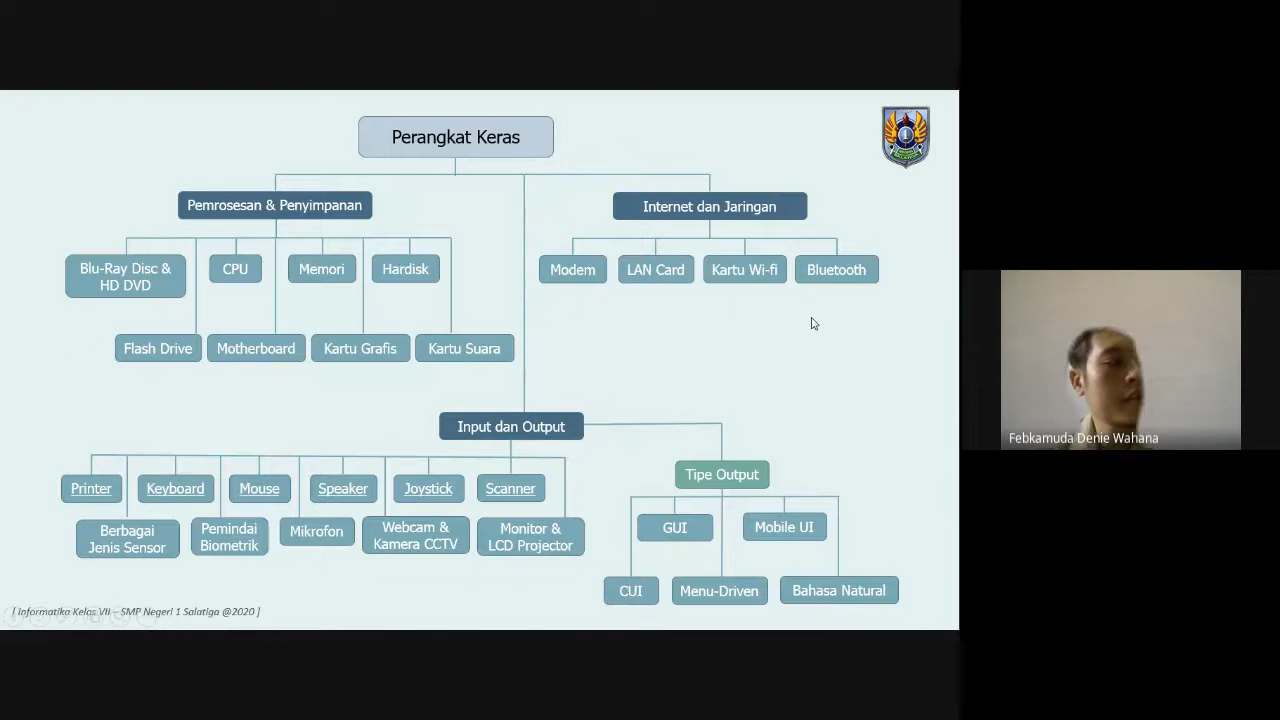 Perangkat Keras
Pemrosesan & Penyimpanan
Internet dan Jaringan
Blu-Ray Disc &
HD DVD
CPU
Memori
Hardisk
Modem
LAN Card
Kartu Wi-fi
Bluetooth
Flash Drive
Motherboard
Kartu Grafis
Kartu Suara
Input dan Output
Tipe Output
Printer
Keyboard
Mouse
Speaker
Joystick
Scanner
Berbagai
Jenis Sensor
Pemindai
Biometrik
Mikrofon
Webcam &
Kamera CCTV
Monitor &
LCD Projector
GUI
Mobile UI
CUI
Menu-Driven
Bahasa Natural
[ Informatika Kelas VII – SMP Negeri 1 Salatiga @2020 ]
Febkamuda Denie Wahana